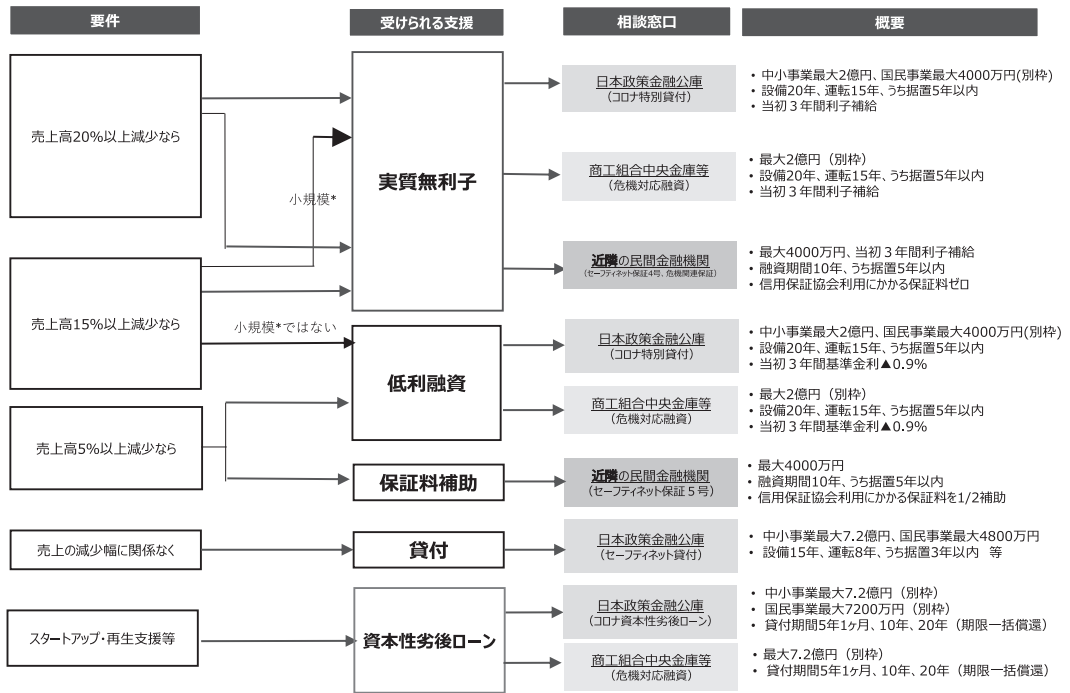 要件
受けられる支援
相談窓口
概要
売上高20%以上減少なら
実質無利子
小規模*
日本政策金融公庫
(コロナ特別貸付)
・中小事業最大2億円、国民事業最大4000万円(別枠)
・設備20年、運転15年、うち据置5年以内
・当初３年間利子補給
商工組合中央金庫等
(危機対応融資)
・最大2億円（別枠）
・設備20年、運転15年、うち据置5年以内
・当初３年間利子補給
近隣の民間金融機関
(セーフティネット保証4号、危機関連保証)
・最大4000万円、当初３年間利子補給
・融資期間10年、うち据置5年以内
・信用保証協会利用にかかる保証料ゼロ
売上高15%以上減少なら
小規模*ではない
低利融資
日本政策金融公庫
(コロナ特別貸付)
・中小事業最大2億円、国民事業最大4000万円(別枠)
・設備20年、運転15年、うち据置5年以内
・当初３年間基準金利▲0.9%
商工組合中央金庫等
(危機対応融資)
・最大2億円（別枠）
・設備20年、運転15年、うち据置5年以内
・当初３年間基準金利▲0.9%
売上高5%以上減少なら
保証料補助
近隣の民間金融機関
(セーフティネット保証５号)
・最大4000万円
・融資期間10年、うち据置5年以内
・信用保証協会利用にかかる保証料を1/2補助
売上の減少幅に関係なく
貸付
日本政策金融公庫
(セーフティネット貸付)
・中小事業最大7.2億円、国民事業最大4800万円
・設備15年、運転8年、うち据置3年以内 等
スタートアップ・再生支援等
資本性劣後ローン
日本政策金融公庫
(コロナ資本性劣後ローン)
・中小事業最大7.2億円（別枠）
・国民事業最大7200万円（別枠）
・貸付期間5年1ヶ月、10年、20年（期限一括償還）
商工組合中央金庫等
(危機対応融資)
・最大7.2億円（別枠）
・貸付期間5年1ヶ月、10年、20年（期限一括償還）